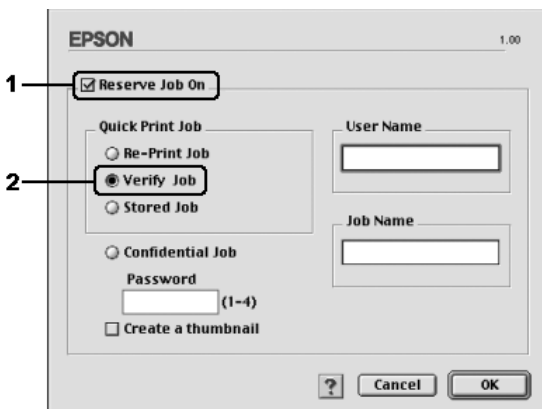 EPSON 1.00
1 Reserve Job On
Quick Print Job
Re-Print Job
2 Verify Job
Stored Job
Confidential Job
Password
(1-4)
Create a thumbnail
User Name
Job Name
? Cancel OK